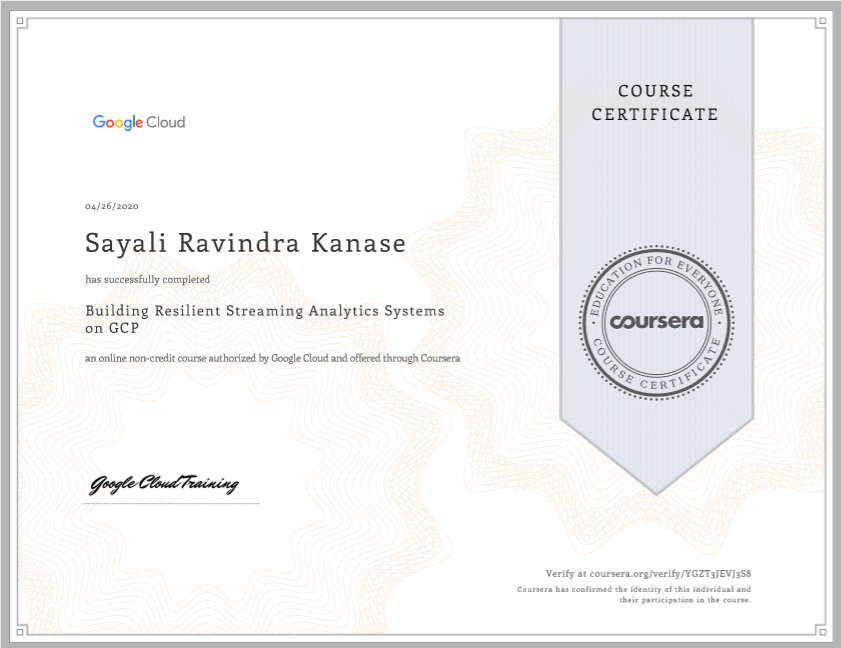 COURSE
CERTIFICATE
Google Cloud
04/26/2020
Sayali Ravindra Kanase
has successfully completed
Building Resilient Streaming Analytics Systems
on GCP
an online non-credit course authorized by Google Cloud and offered through Coursera
EDUCATION FOR EVERYONE
coursera
COURSE CERTIFICATE
Google Cloud Training
Verify at coursera.org/verify/YGZT3JEVJ3S8
Coursera has confirmed the identity of this individual and
their participation in the course.